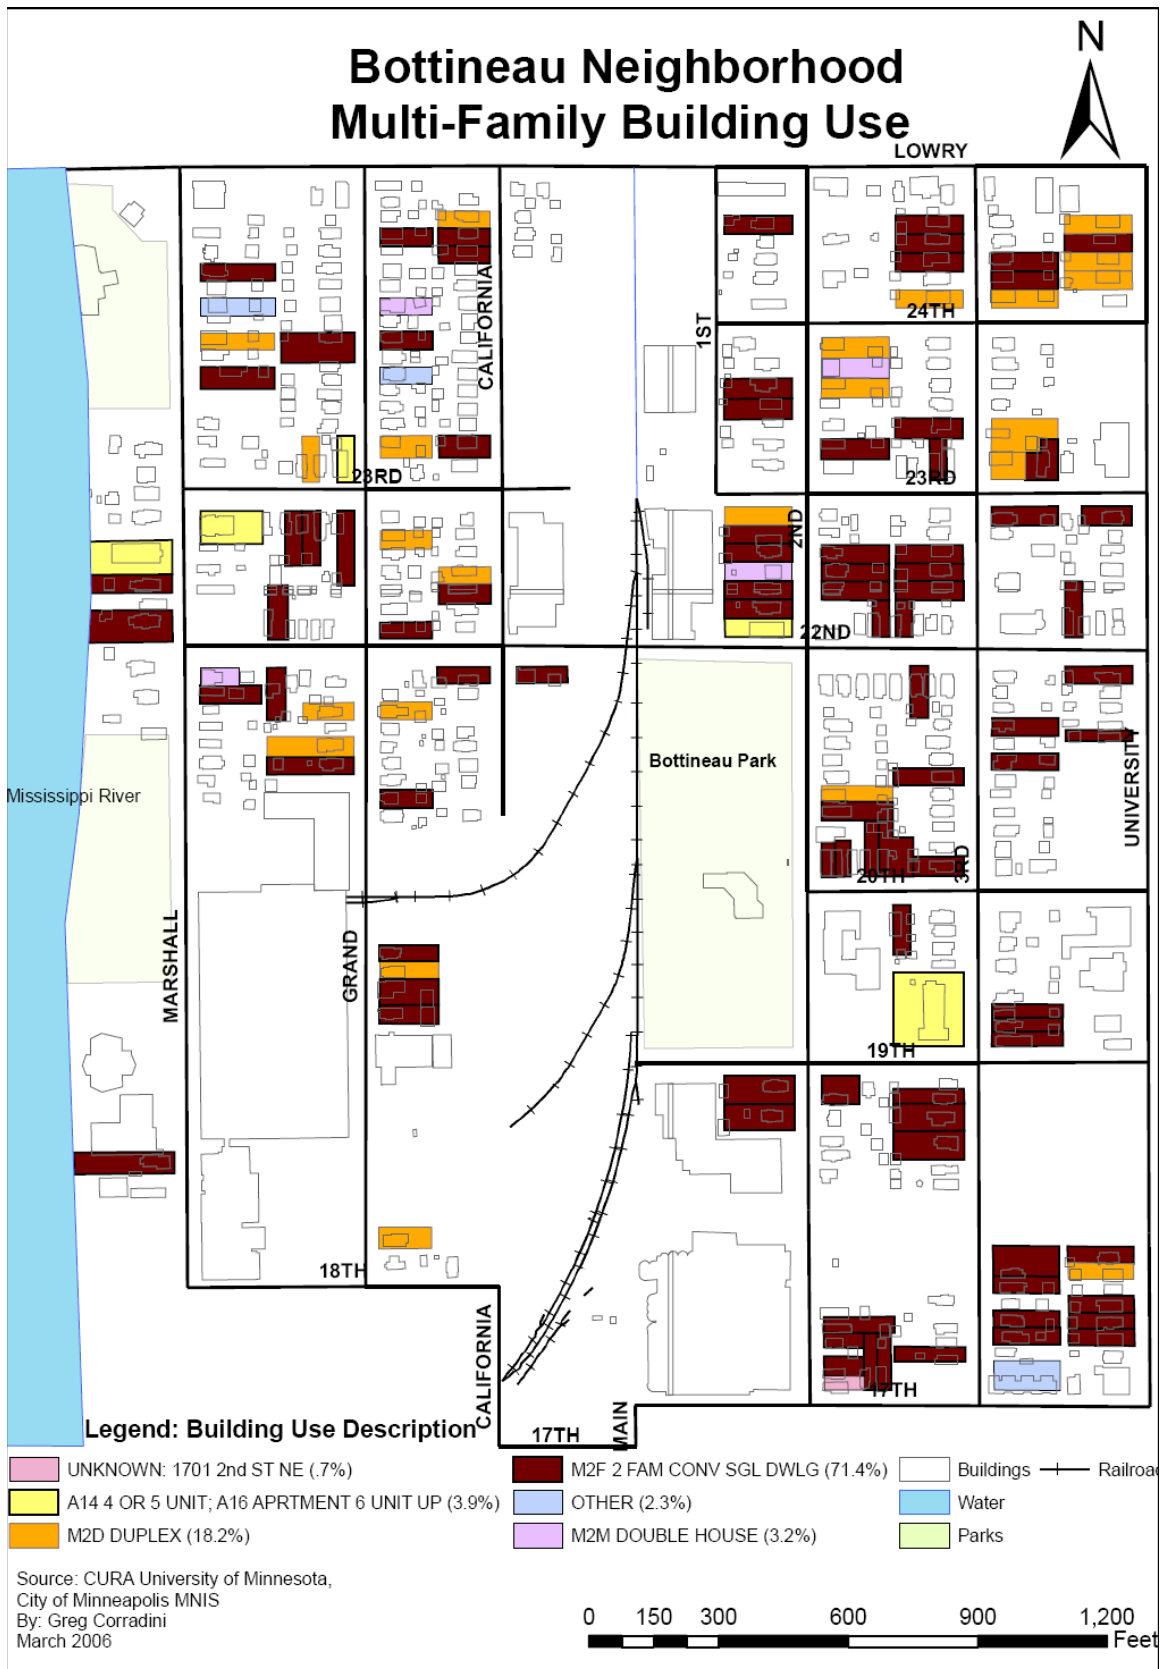 Bottineau Neighborhood
Multi-Family Building Use
N
LOWRY
CALIFORNIA
1ST
24TH
23RD
23RD
2ND
22ND
Bottineau Park
Mississippi River
UNIVERSITY
3RD
20TH
MARSHALL
GRAND
19TH
18TH
CALIFORNIA
17TH
MAIN
17TH
Legend: Building Use Description
UNKNOWN: 1701 2nd ST NE (.7%)
A14 4 OR 5 UNIT; A16 APRTMENT 6 UNIT UP (3.9%)
M2D DUPLEX (18.2%)
M2F 2 FAM CONV SGL DWLG (71.4%)
OTHER (2.3%)
M2M DOUBLE HOUSE (3.2%)
Buildings
Railroad
Water
Parks
Source: CURA University of Minnesota,
City of Minneapolis MNIS
By: Greg Corradini
March 2006
0 150 300 600 900 1,200
Feet